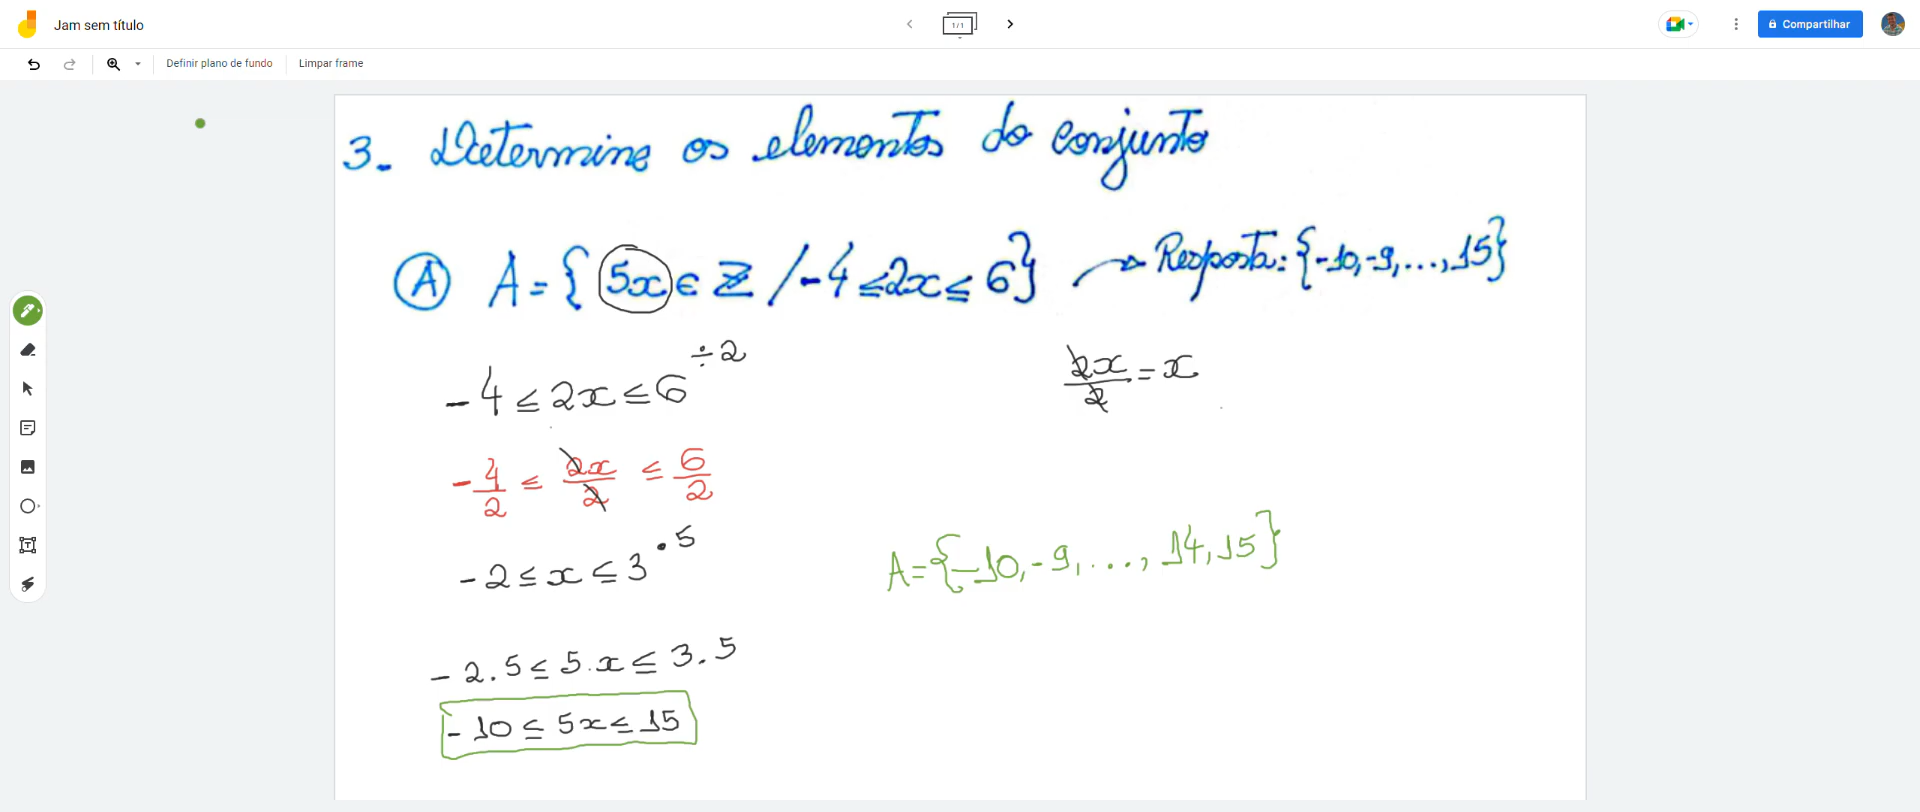 Jam sem título
1/1
Compartilhar
Definir plano de fundo
Limpar frame
3. Determine os elementos do conjunto
A A={5x∈ℤ/-4≤2x≤6} → Resposta: {-10,-9,...,15}
-4≤2x≤6 ÷2
2x/2=x
-4/2 ≤ 2x/2 ≤ 6/2
-2≤x≤3 •5
A={-10,-9,...,14,15}
-2.5≤5.x≤3.5
-10≤5x≤15